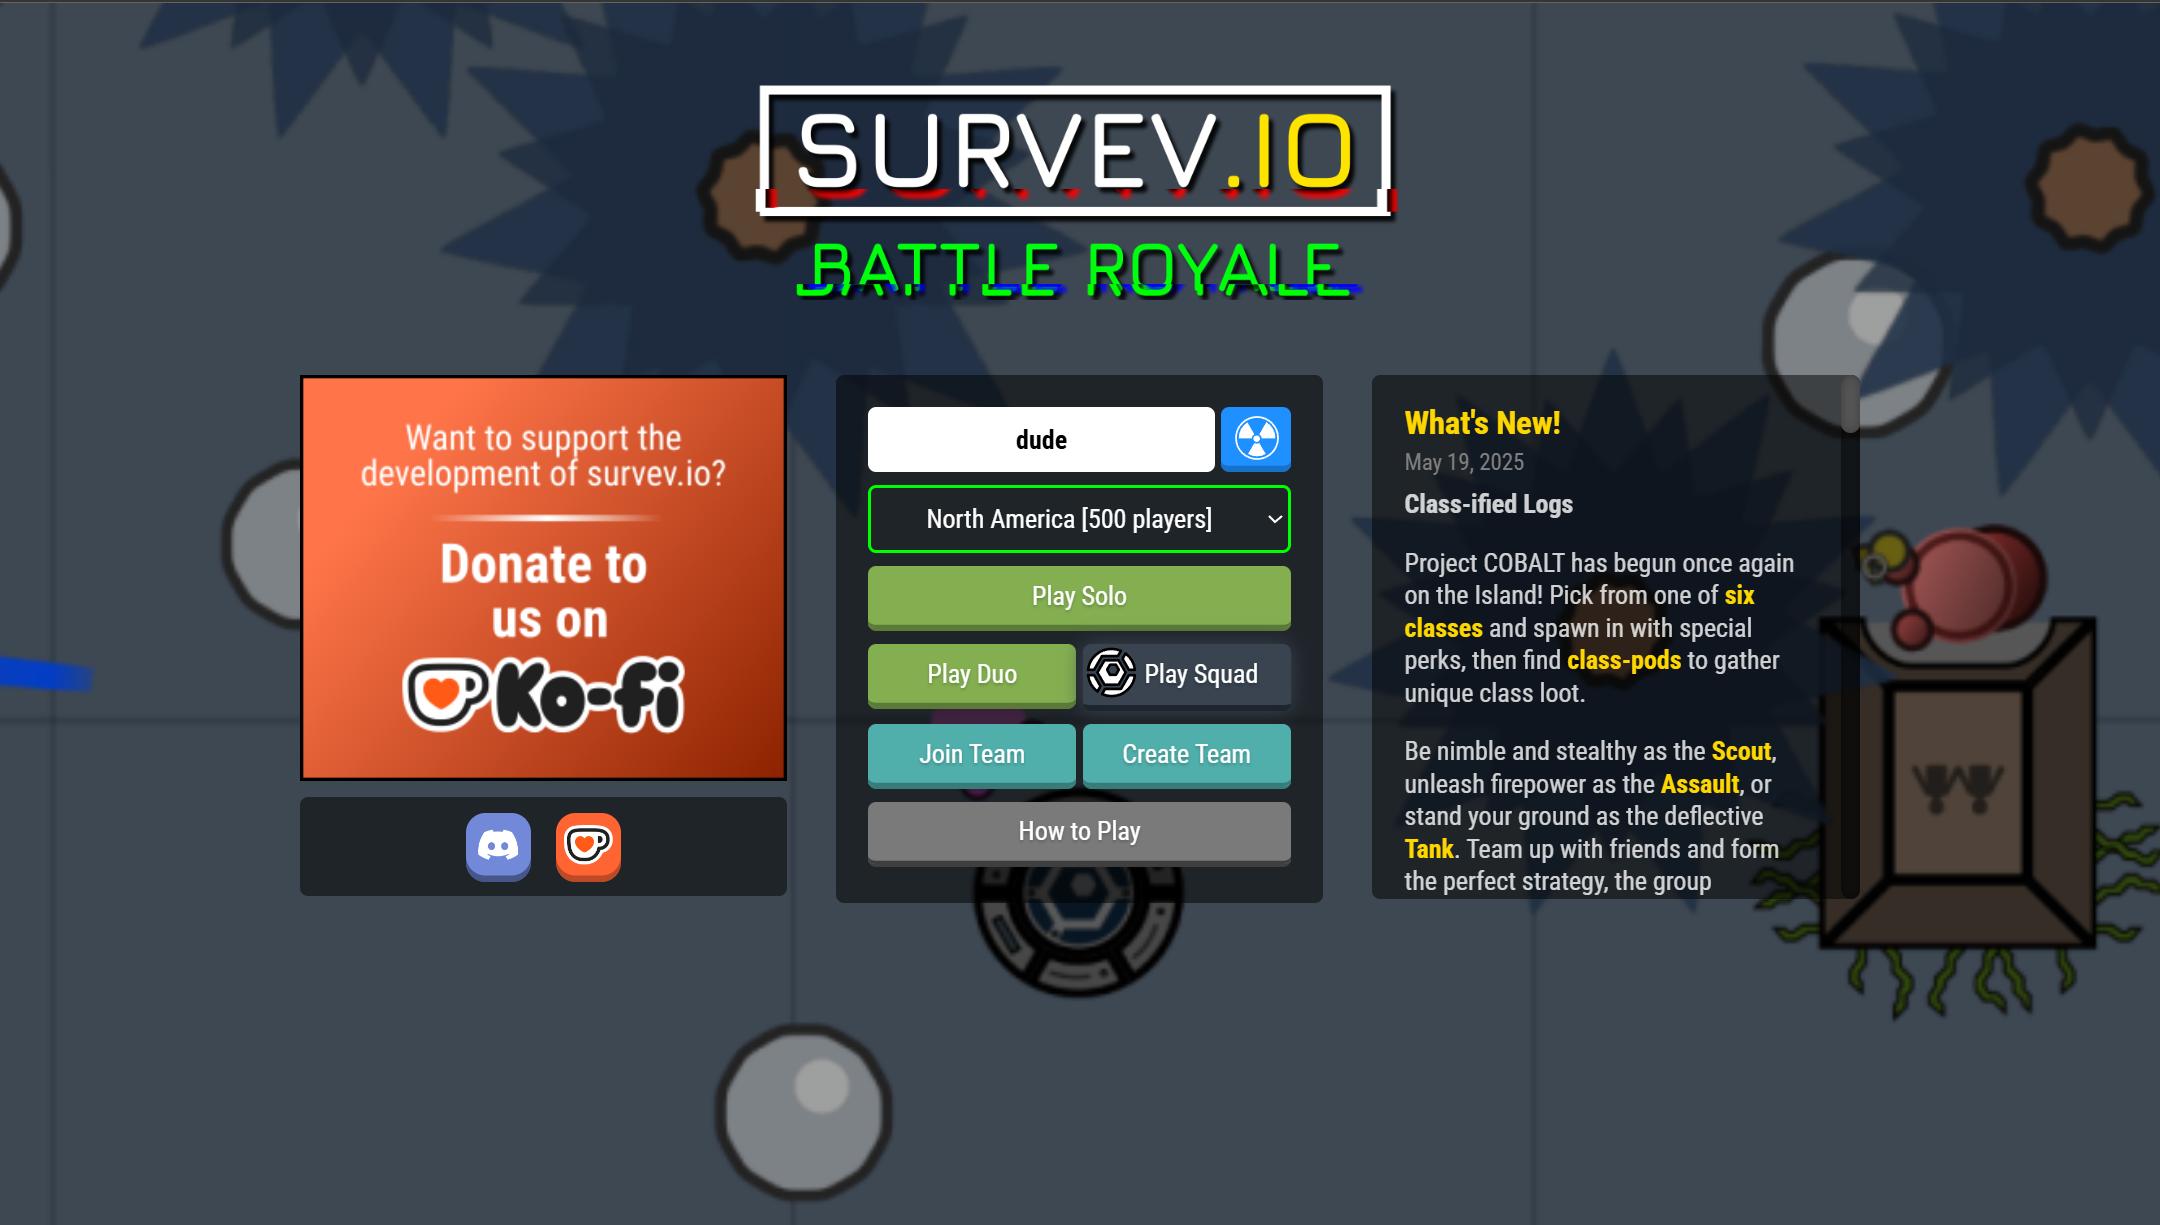 SURVEV.IO
BATTLE ROYALE
Want to support the
development of survev.io?
Donate to
us on
Ko-fi
dude
North America [500 players]
Play Solo
Play Duo
Play Squad
Join Team
Create Team
How to Play
What's New!
May 19, 2025
Class-ified Logs
Project COBALT has begun once again
on the Island! Pick from one of six
classes and spawn in with special
perks, then find class-pods to gather
unique class loot.
Be nimble and stealthy as the Scout,
unleash firepower as the Assault, or
stand your ground as the deflective
Tank. Team up with friends and form
the perfect strategy, the group